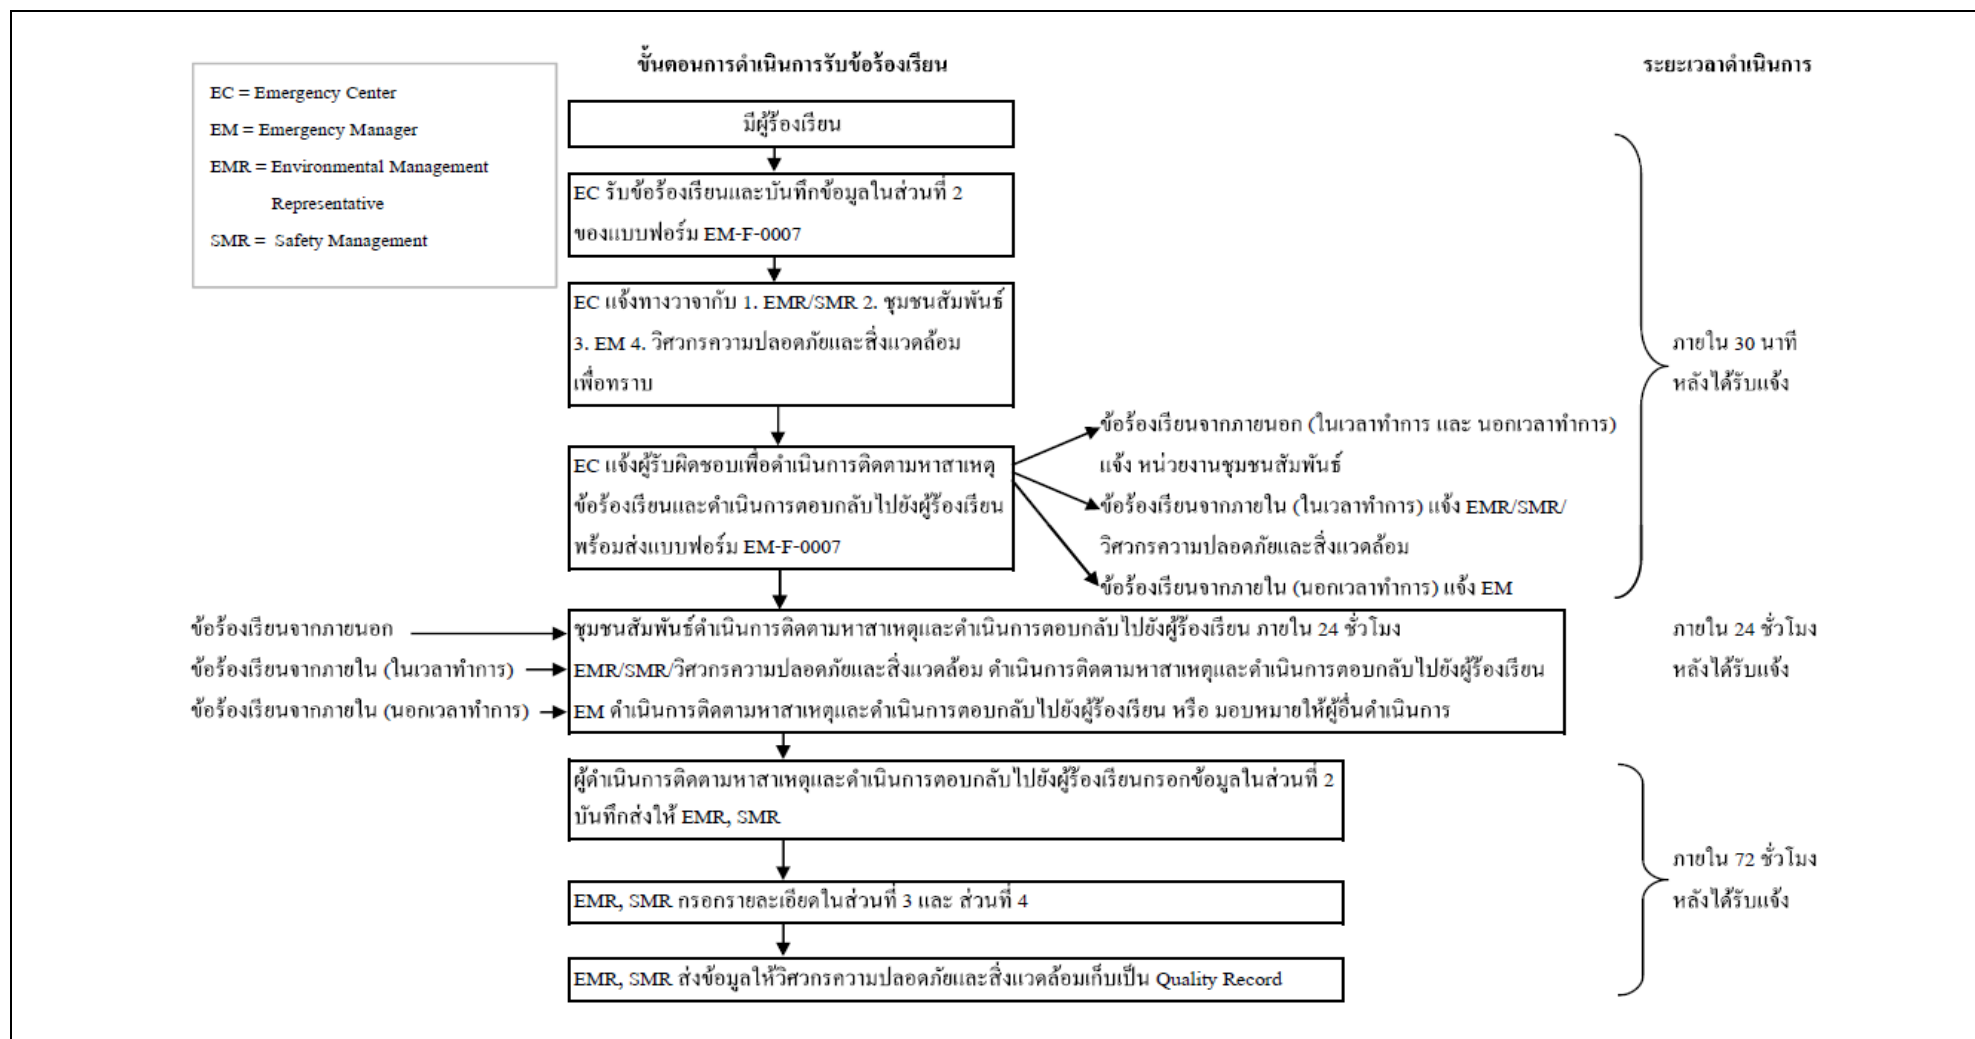 ขั้นตอนการดำเนินการรับข้อร้องเรียน
ระยะเวลาดำเนินการ
EC = Emergency Center
EM = Emergency Manager
EMR = Environmental Management
Representative
SMR = Safety Management
มีผู้ร้องเรียน
EC รับข้อร้องเรียนและบันทึกข้อมูลในส่วนที่ 2
ของแบบฟอร์ม EM-F-0007
EC แจ้งทางวาจากับ 1. EMR/SMR 2. ชุมชนสัมพันธ์
3. EM 4. วิศวกรความปลอดภัยและสิ่งแวดล้อม
เพื่อทราบ
ภายใน 30 นาที
หลังได้รับแจ้ง
EC แจ้งผู้รับผิดชอบเพื่อดำเนินการติดตามหาสาเหตุ
ข้อร้องเรียนและดำเนินการตอบกลับไปยังผู้ร้องเรียน
พร้อมส่งแบบฟอร์ม EM-F-0007
ข้อร้องเรียนจากภายนอก (ในเวลาทำการ และ นอกเวลาทำการ)
แจ้ง หน่วยงานชุมชนสัมพันธ์
ข้อร้องเรียนจากภายใน (ในเวลาทำการ) แจ้ง EMR/SMR/
วิศวกรความปลอดภัยและสิ่งแวดล้อม
ข้อร้องเรียนจากภายใน (นอกเวลาทำการ) แจ้ง EM
ข้อร้องเรียนจากภายนอก
ข้อร้องเรียนจากภายใน (ในเวลาทำการ)
ข้อร้องเรียนจากภายใน (นอกเวลาทำการ)
ชุมชนสัมพันธ์ดำเนินการติดตามหาสาเหตุและดำเนินการตอบกลับไปยังผู้ร้องเรียน ภายใน 24 ชั่วโมง
EMR/SMR/วิศวกรความปลอดภัยและสิ่งแวดล้อม ดำเนินการติดตามหาสาเหตุและดำเนินการตอบกลับไปยังผู้ร้องเรียน
EM ดำเนินการติดตามหาสาเหตุและดำเนินการตอบกลับไปยังผู้ร้องเรียน หรือ มอบหมายให้ผู้อื่นดำเนินการ
ภายใน 24 ชั่วโมง
หลังได้รับแจ้ง
ผู้ดำเนินการติดตามหาสาเหตุและดำเนินการตอบกลับไปยังผู้ร้องเรียนกรอกข้อมูลในส่วนที่ 2
บันทึกส่งให้ EMR, SMR
EMR, SMR กรอกรายละเอียดในส่วนที่ 3 และ ส่วนที่ 4
EMR, SMR ส่งข้อมูลให้วิศวกรความปลอดภัยและสิ่งแวดล้อมเก็บเป็น Quality Record
ภายใน 72 ชั่วโมง
หลังได้รับแจ้ง